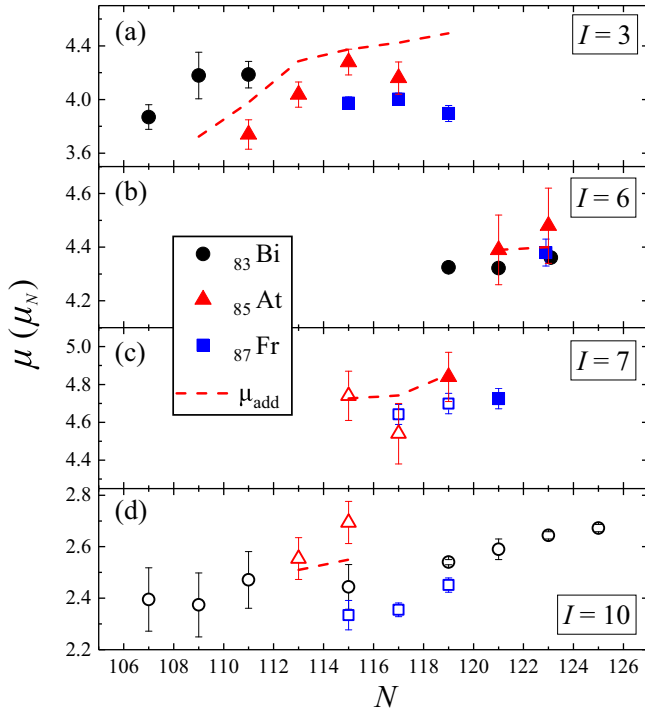 (a)
I = 3
4.4
4.0
3.6
(b)
I = 6
4.6
4.4
4.2
₈₃Bi
₈₅At
₈₇Fr
μadd
μ (μN)
(c)
I = 7
5.0
4.8
4.6
4.4
(d)
I = 10
2.8
2.6
2.4
2.2
106 108 110 112 114 116 118 120 122 124 126
N